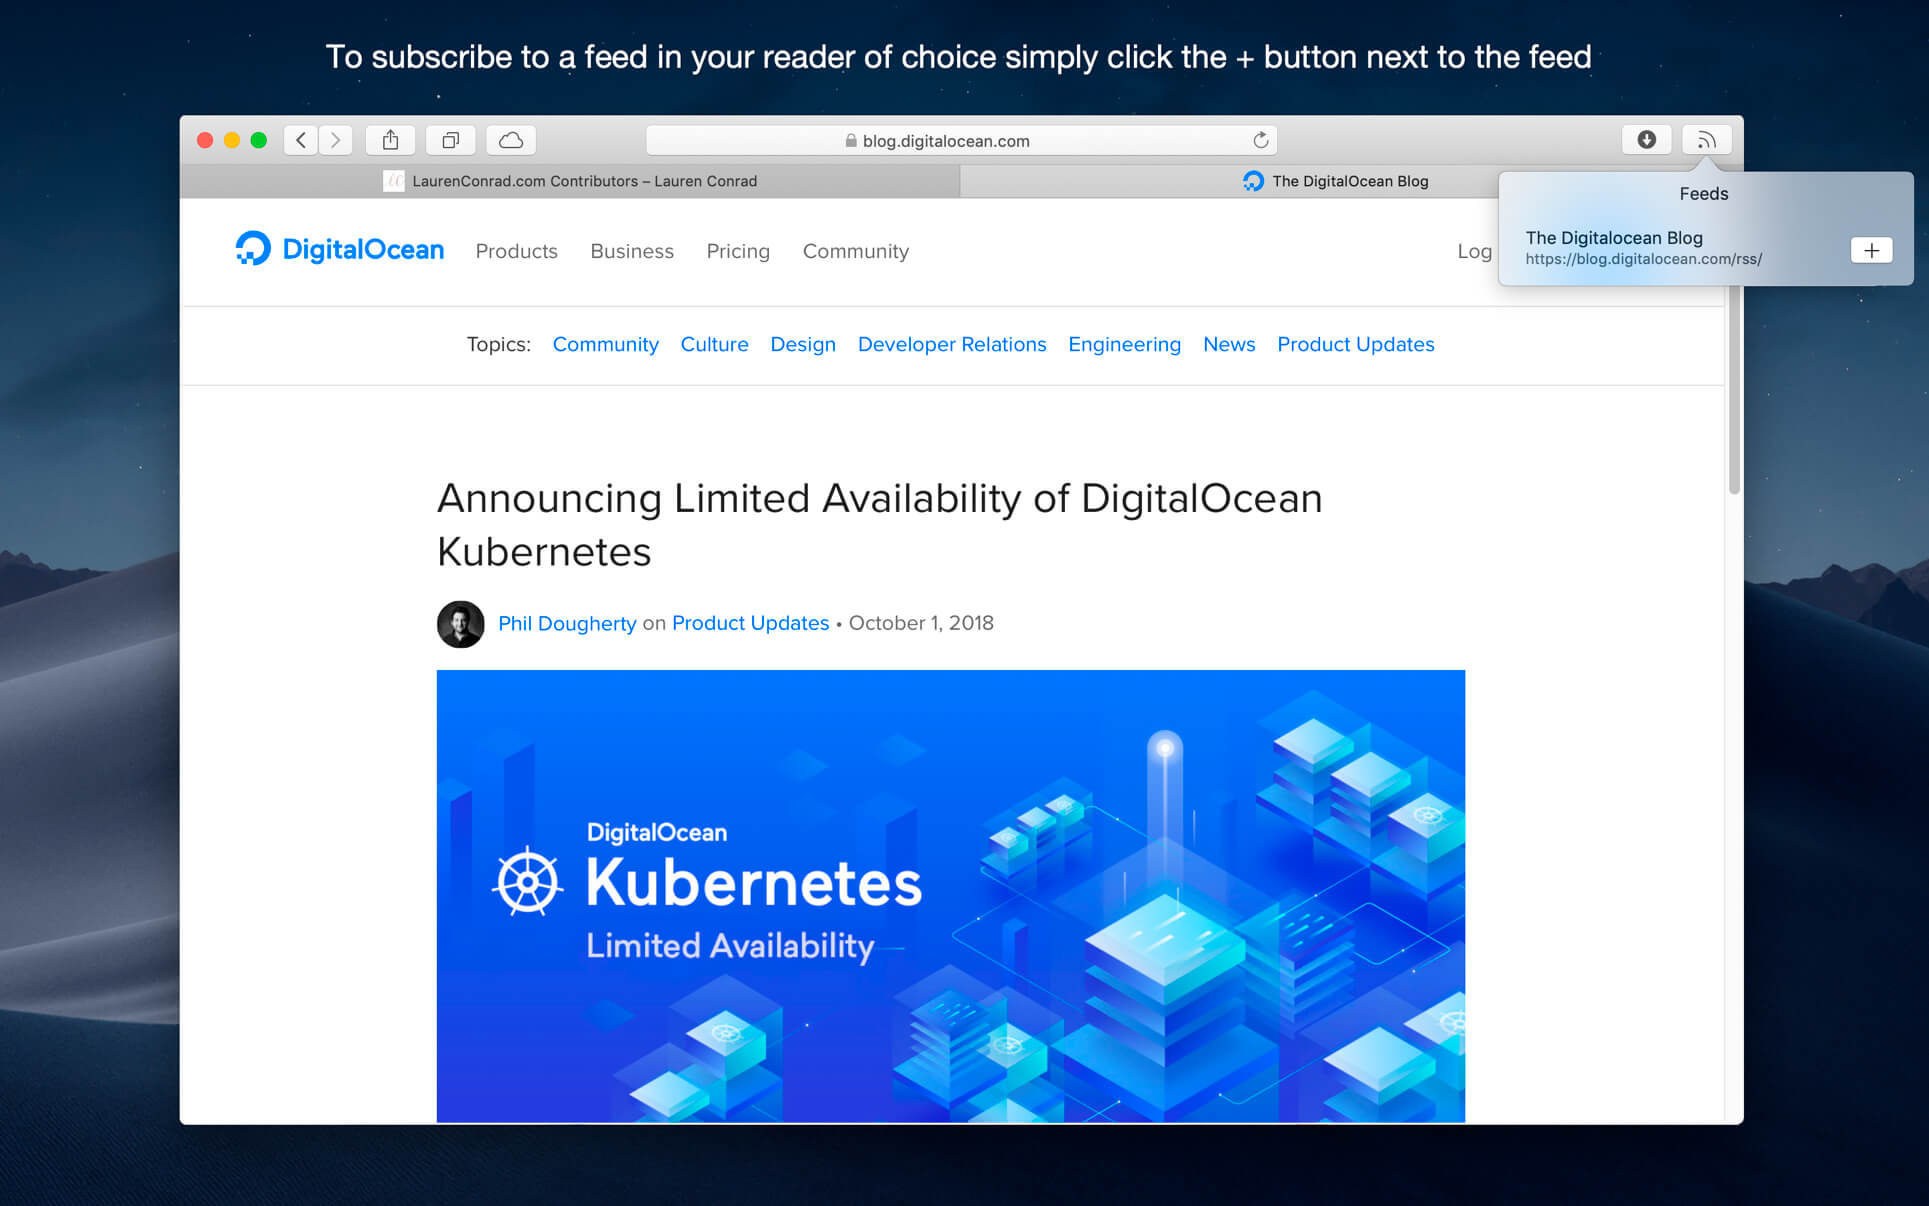 To subscribe to a feed in your reader of choice simply click the + button next to the feed
blog.digitalocean.com
LaurenConrad.com Contributors – Lauren Conrad
The DigitalOcean Blog
Feeds
The Digitalocean Blog
https://blog.digitalocean.com/rss/
DigitalOcean Products Business Pricing Community Log
Topics: Community Culture Design Developer Relations Engineering News Product Updates
Announcing Limited Availability of DigitalOcean
Kubernetes
Phil Dougherty on Product Updates • October 1, 2018
DigitalOcean
Kubernetes
Limited Availability